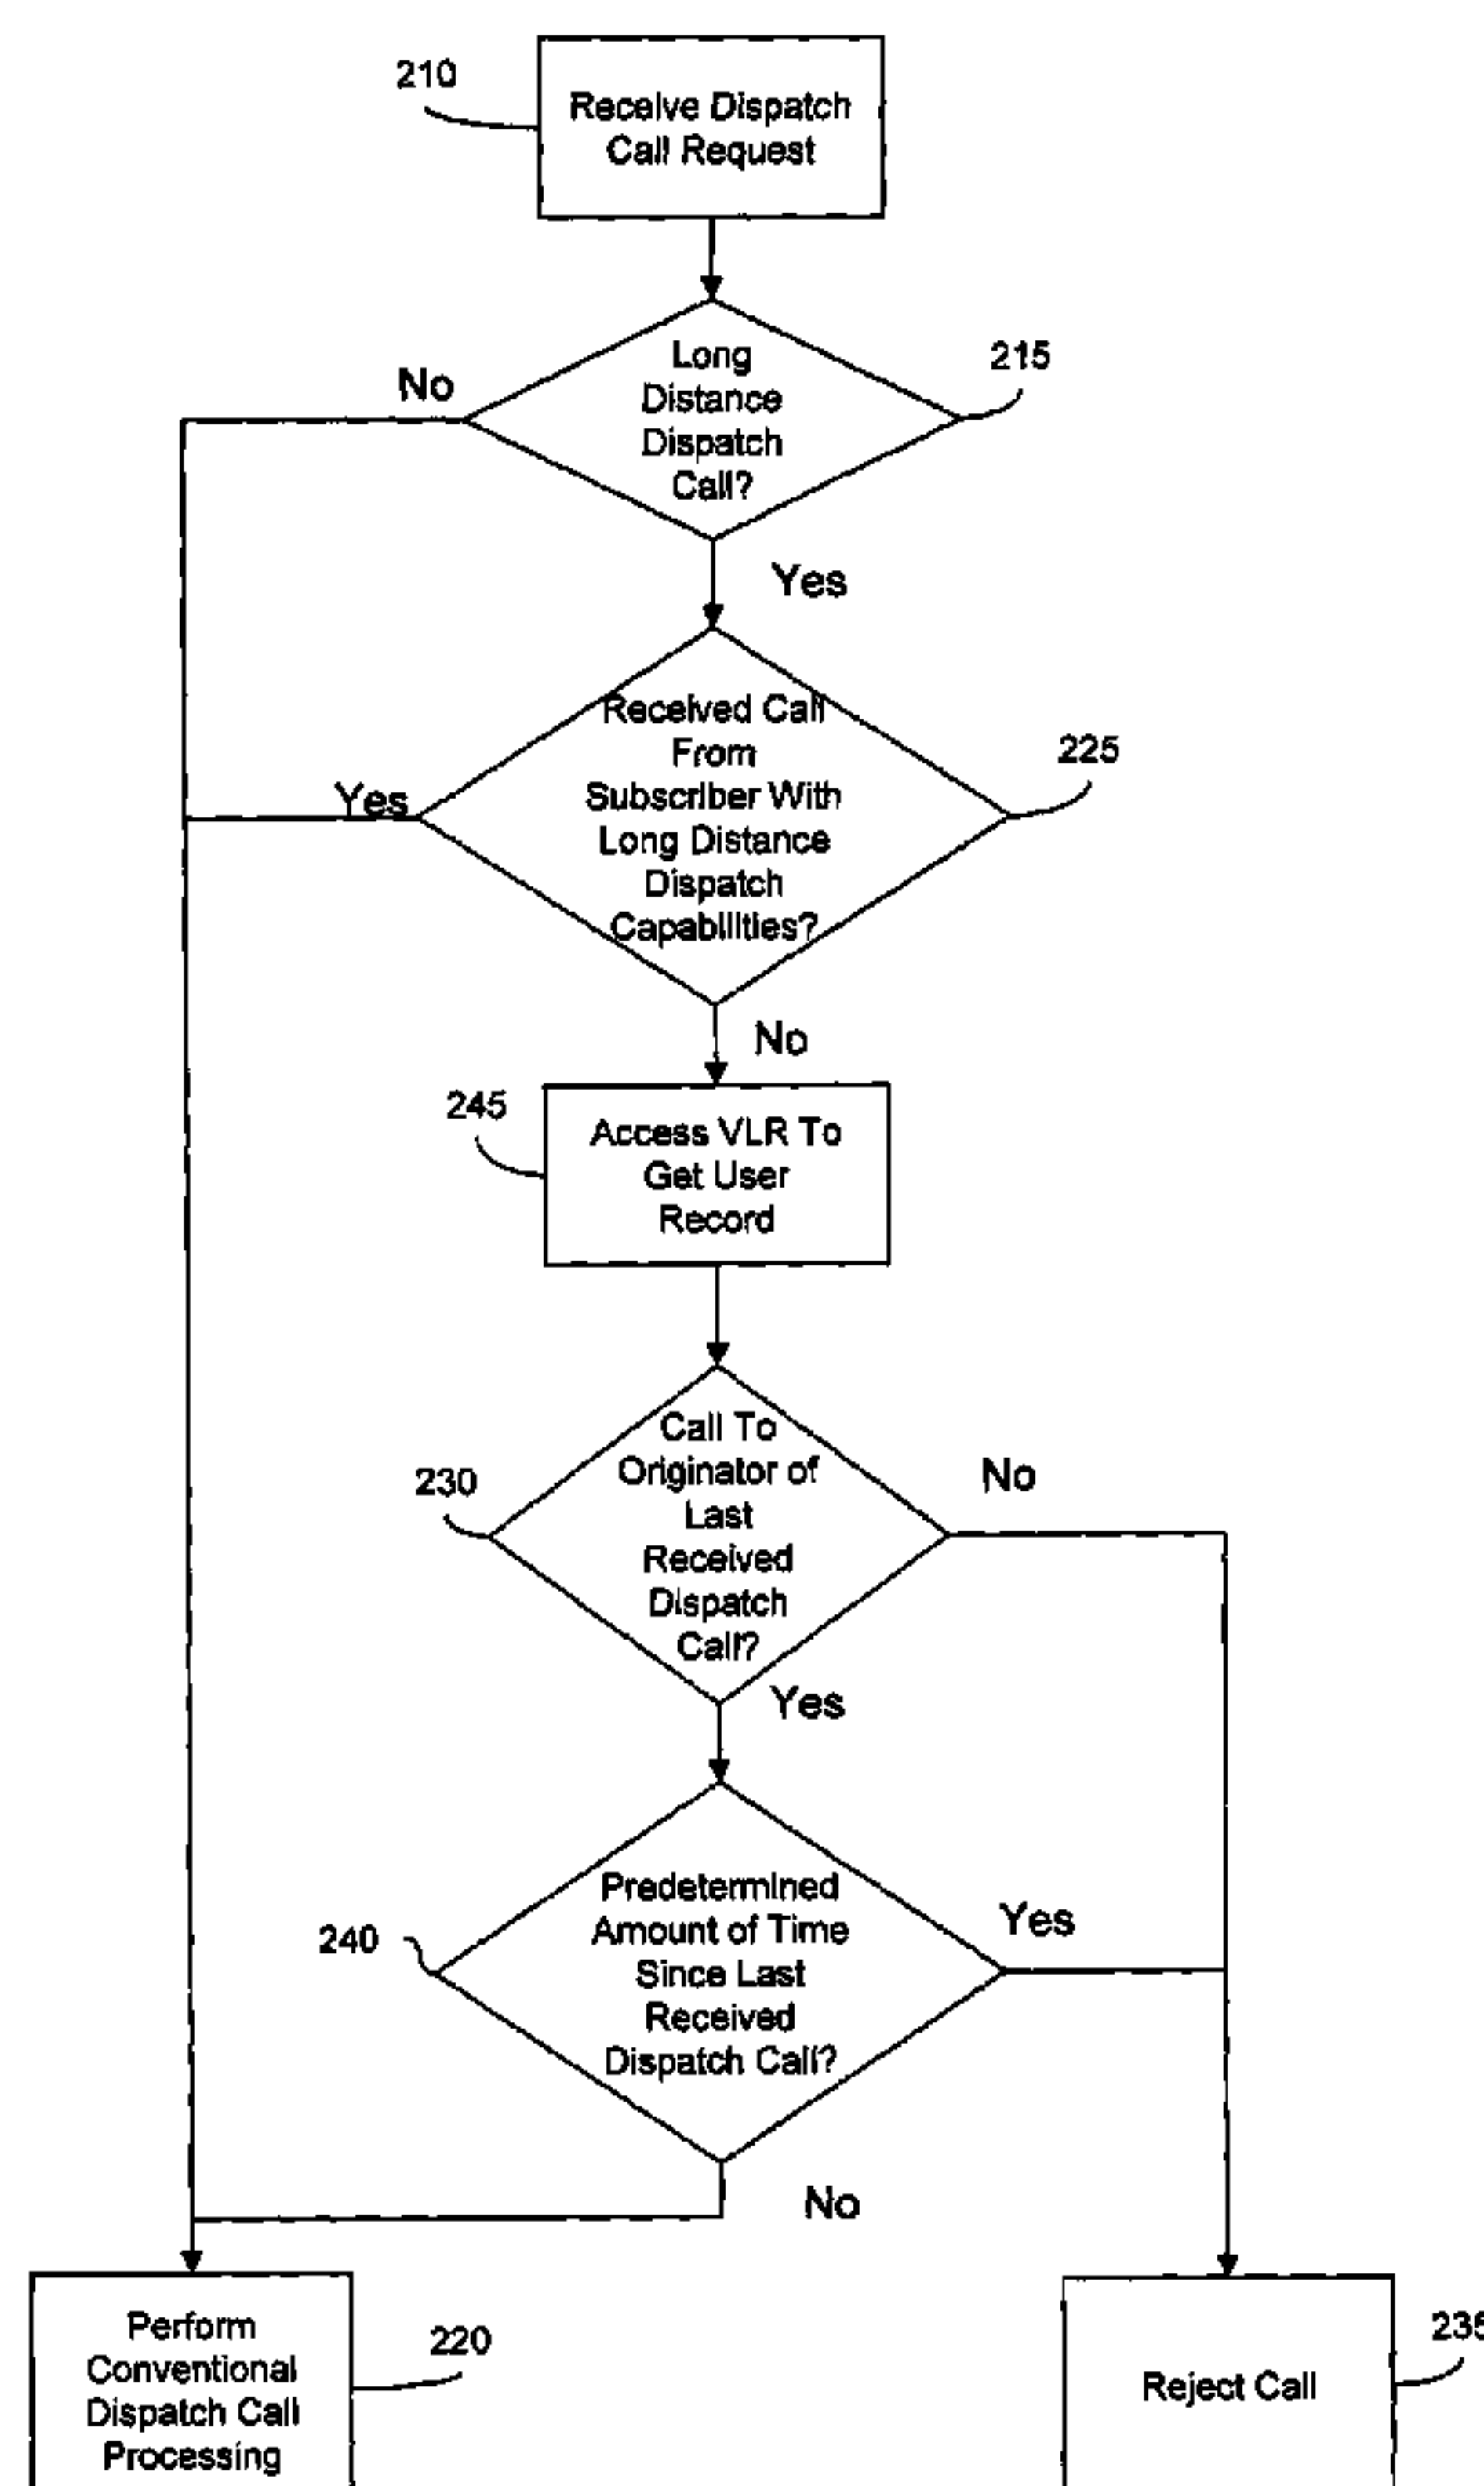 210
Receive Dispatch
Call Request
Long
Distance
Dispatch
Call?
215
No
Yes
Received Call
From
Subscriber With
Long Distance
Dispatch
Capabilities?
225
Yes
No
245
Access VLR To
Get User
Record
Call To
Originator of
Last
Received
Dispatch
Call?
230
No
Yes
Predetermined
Amount of Time
Since Last
Received
Dispatch Call?
240
Yes
No
Perform
Conventional
Dispatch Call
Processing
220
Reject Call
235